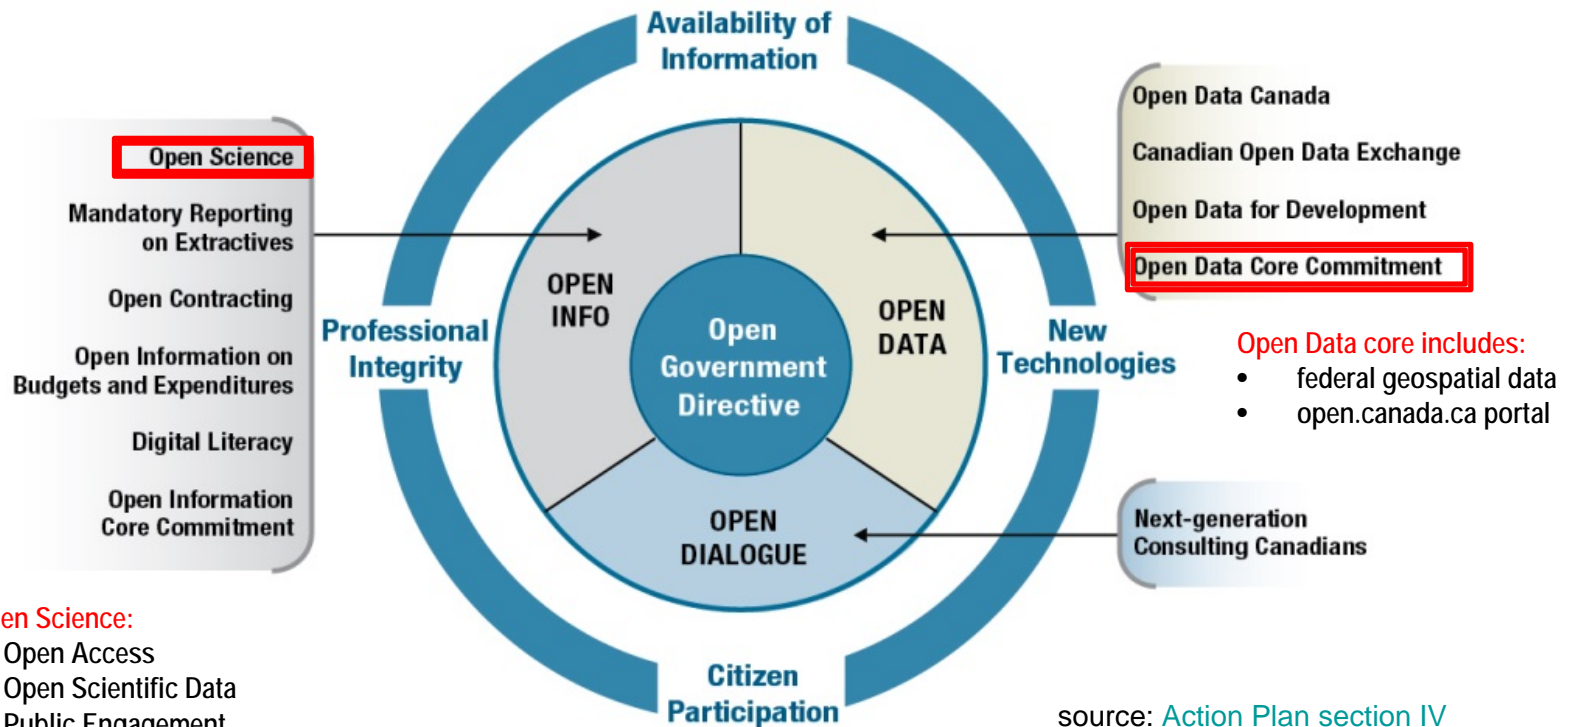 Availability of
Information
Open Science
Mandatory Reporting
on Extractives
Open Contracting
Open Information on
Budgets and Expenditures
Digital Literacy
Open Information
Core Commitment
Professional
Integrity
OPEN
INFO
Open
Government
Directive
OPEN
DATA
OPEN
DIALOGUE
New
Technologies
Citizen
Participation
Open Data Canada
Canadian Open Data Exchange
Open Data for Development
Open Data Core Commitment
Open Data core includes:
• federal geospatial data
• open.canada.ca portal
Next-generation
Consulting Canadians
en Science:
Open Access
Open Scientific Data
Public Engagement
source: Action Plan section IV